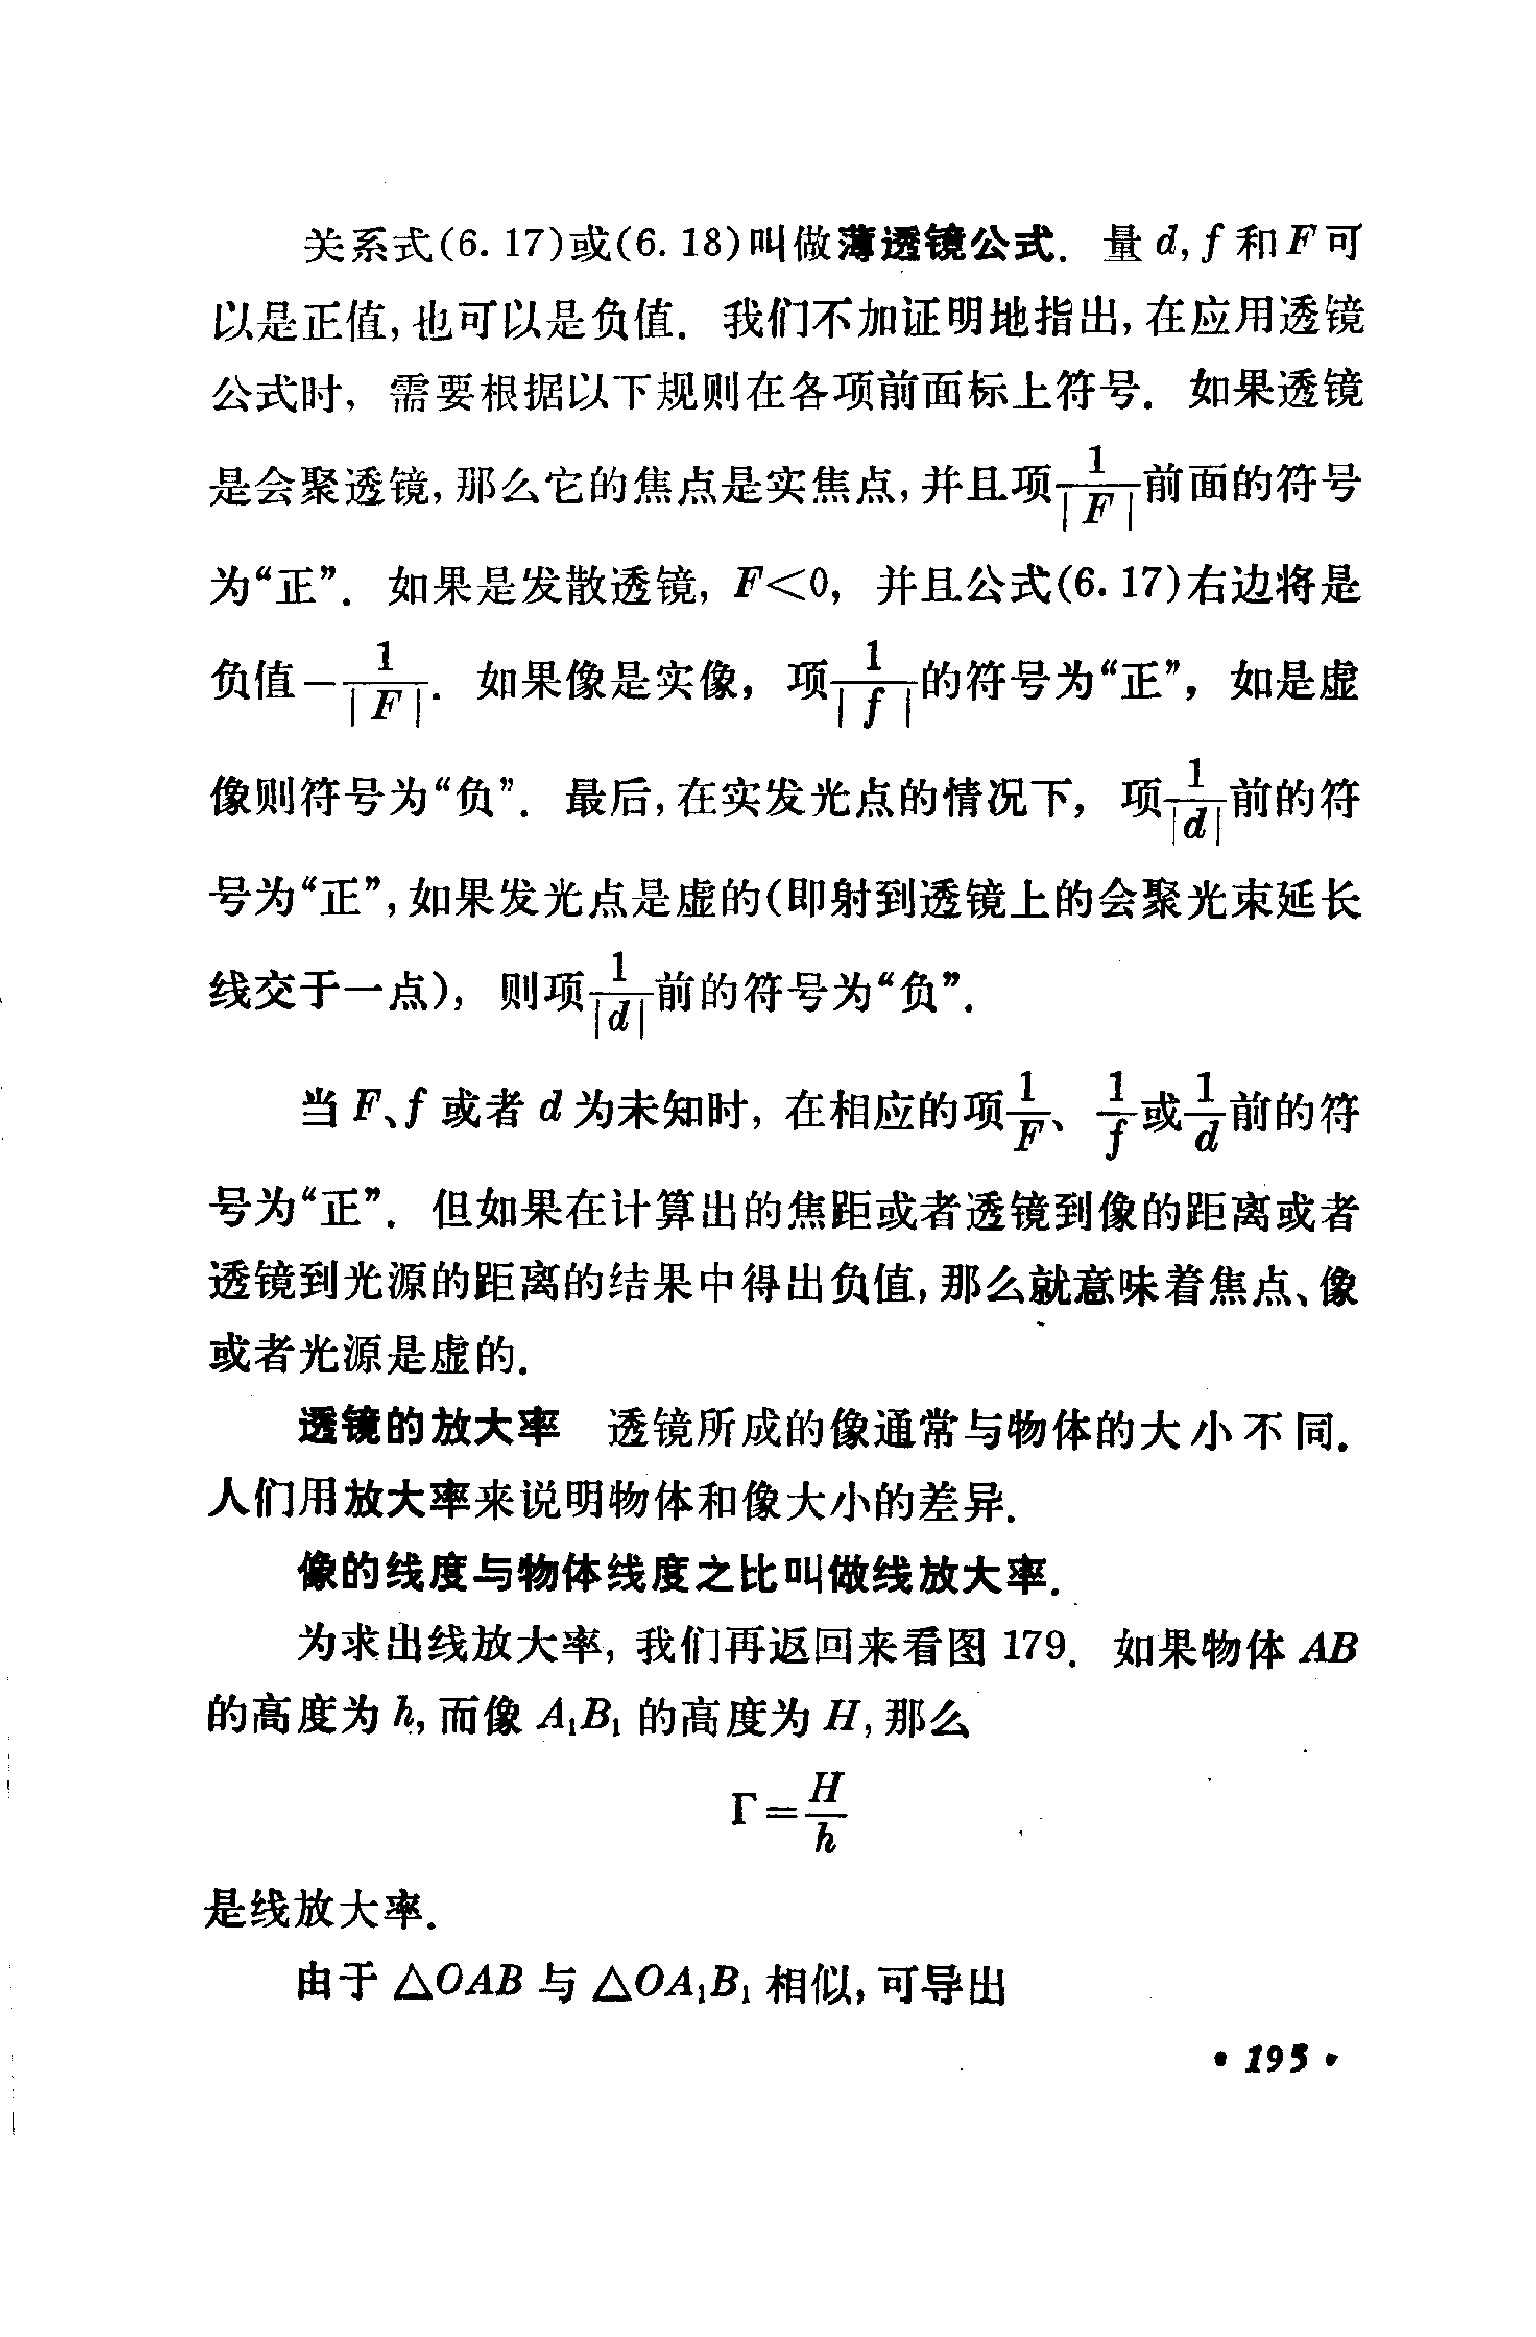 关系式(6.17)或(6.18)叫做薄透镜公式. 量 d, f 和 F 可
以是正值, 也可以是负值. 我们不加证明地指出, 在应用透镜
公式时, 需要根据以下规则在各项前面标上符号. 如果透镜
是会聚透镜, 那么它的焦点是实焦点, 并且项 1/|F| 前面的符号
为“正”. 如果是发散透镜, F<0, 并且公式(6.17)右边将是
负值 −1/|F|. 如果像是实像, 项 1/|f| 的符号为“正”, 如是虚
像则符号为“负”. 最后, 在实发光点的情况下, 项 1/|d| 前的符
号为“正”, 如果发光点是虚的(即射到透镜上的会聚光束延长
线交于一点), 则项 1/|d| 前的符号为“负”.
当 F、f 或者 d 为未知时, 在相应的项 1/F、1/f 或 1/d 前的符
号为“正”. 但如果在计算出的焦距或者透镜到像的距离或者
透镜到光源的距离的结果中得出负值, 那么就意味着焦点、像
或者光源是虚的.
透镜的放大率 透镜所成的像通常与物体的大小不同.
人们用放大率来说明物体和像大小的差异.
像的线度与物体线度之比叫做线放大率.
为求出线放大率, 我们再返回来看图 179. 如果物体 AB
的高度为 h, 而像 A₁B₁ 的高度为 H, 那么
Γ=H/h
是线放大率.
由于 △OAB 与 △OA₁B₁ 相似, 可导出
• 195 •